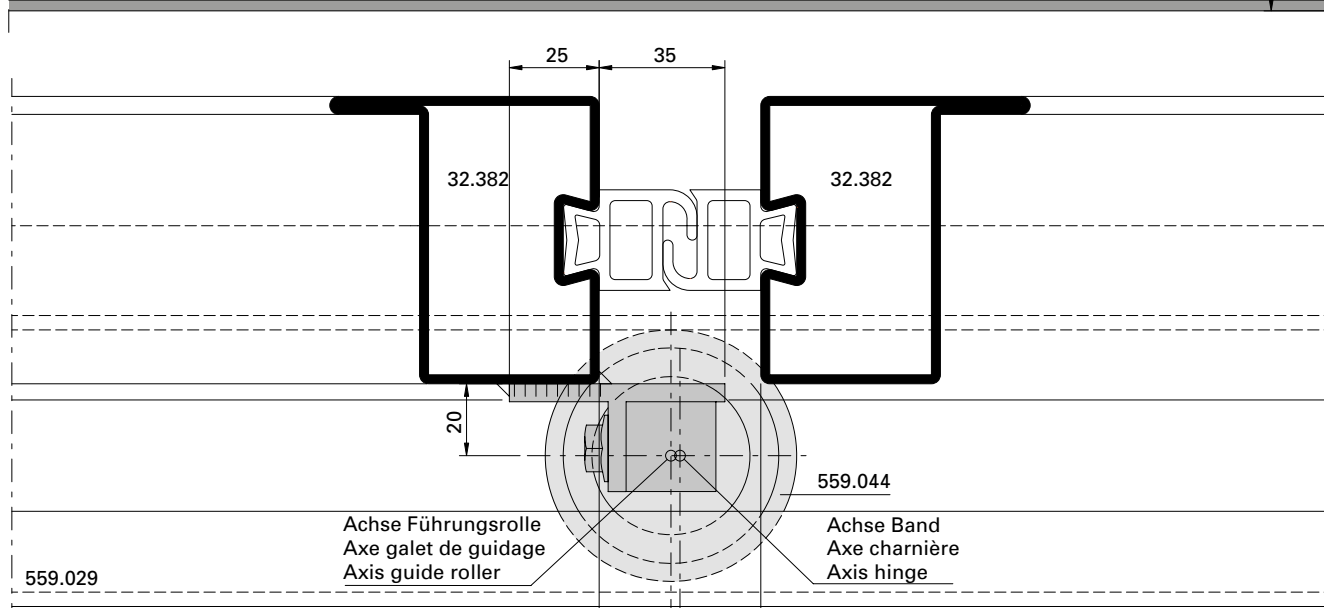 25
35
32.382
32.382
20
559.044
Achse Führungsrolle
Axe galet de guidage
Axis guide roller
Achse Band
Axe charnière
Axis hinge
559.029